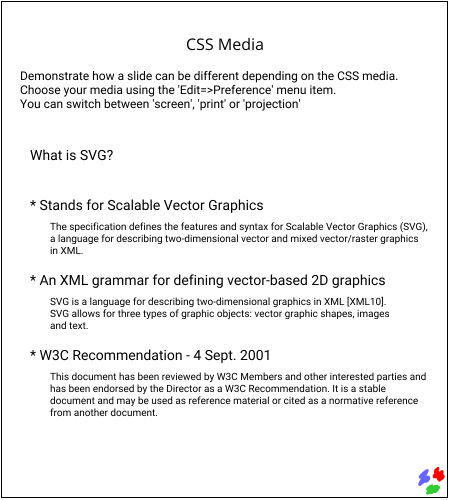 CSS Media
Demonstrate how a slide can be different depending on the CSS media.
Choose your media using the 'Edit=>Preference' menu item.
You can switch between 'screen', 'print' or 'projection'
What is SVG?
* Stands for Scalable Vector Graphics
The specification defines the features and syntax for Scalable Vector Graphics (SVG),
a language for describing two-dimensional vector and mixed vector/raster graphics
in XML.
* An XML grammar for defining vector-based 2D graphics
SVG is a language for describing two-dimensional graphics in XML [XML10].
SVG allows for three types of graphic objects: vector graphic shapes, images
and text.
* W3C Recommendation - 4 Sept. 2001
This document has been reviewed by W3C Members and other interested parties and
has been endorsed by the Director as a W3C Recommendation. It is a stable
document and may be used as reference material or cited as a normative reference
from another document.